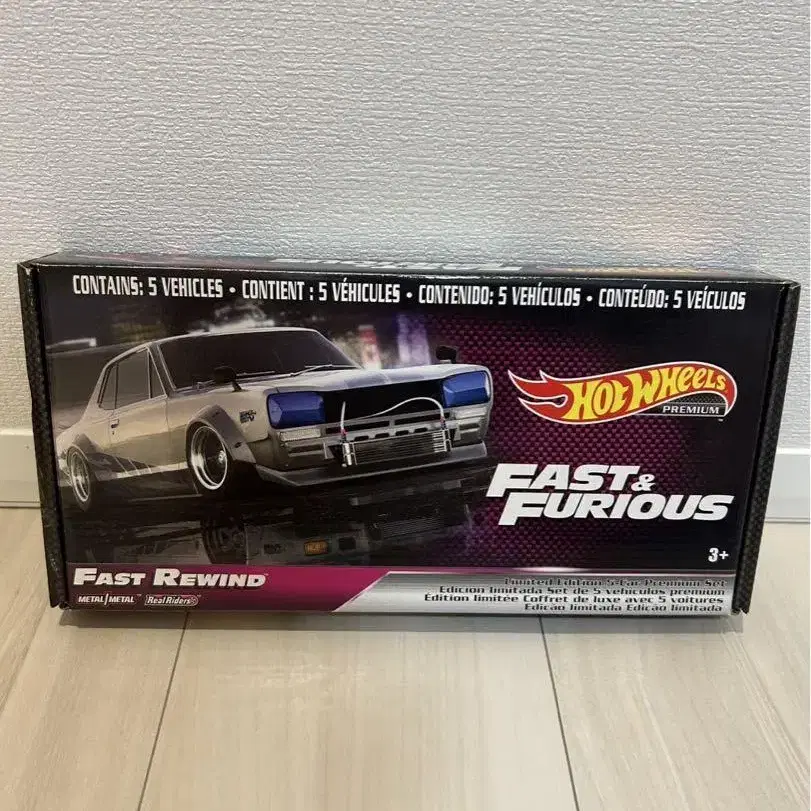 CONTAINS: 5 VEHICLES • CONTIENT : 5 VÉHICULES • CONTENIDO: 5 VEHÍCULOS • CONTEÚDO: 5 VEÍCULOS
HOT WHEELS
PREMIUM™
FAST &
FURIOUS
3+
FAST REWIND
METAL/METAL Real Riders
Limited Edition 5-Car Premium Set
Edición limitada Set de 5 vehículos premium
Édition limitée Coffret de luxe avec 5 voitures
Edição limitada Edição limitada